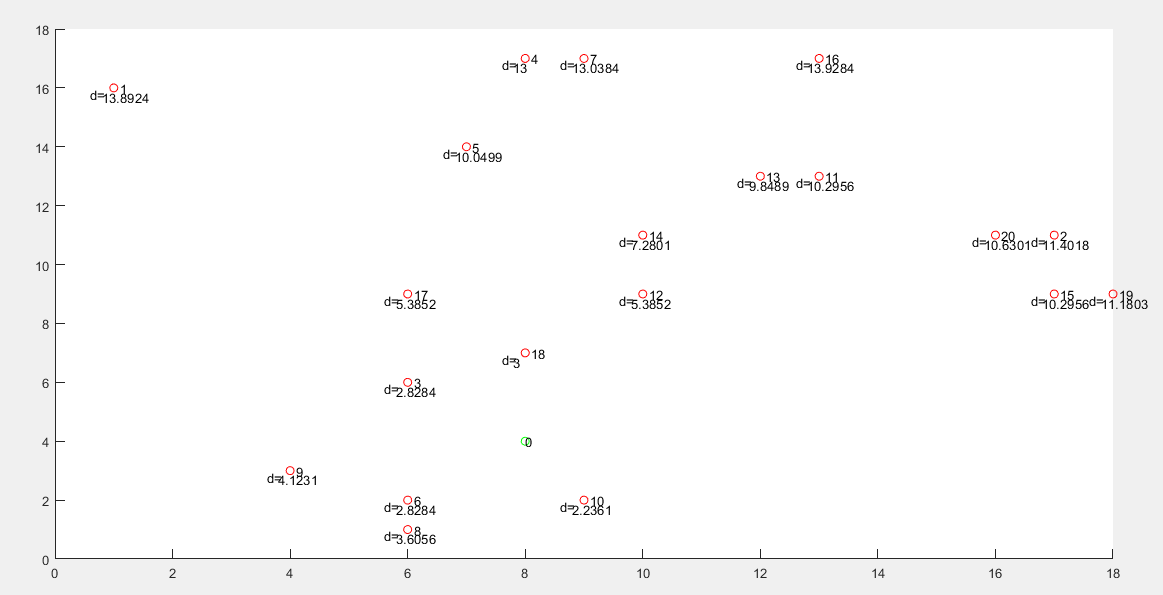 18
4
7
16
d=13
d=13.0384
d=13.9284
16
1
d=13.8924
14
5
d=10.0499
13
11
d=9.8489
d=10.2956
12
14
20
2
d=7.2801
d=10.6301
d=11.4018
10
17
12
15
19
d=5.3852
d=5.3852
d=10.2956
d=11.1803
8
18
d=3
6
3
d=2.8284
4
0
9
d=4.1231
2
6
10
d=2.8284
d=2.2361
8
d=3.6056
0
0 2 4 6 8 10 12 14 16 18